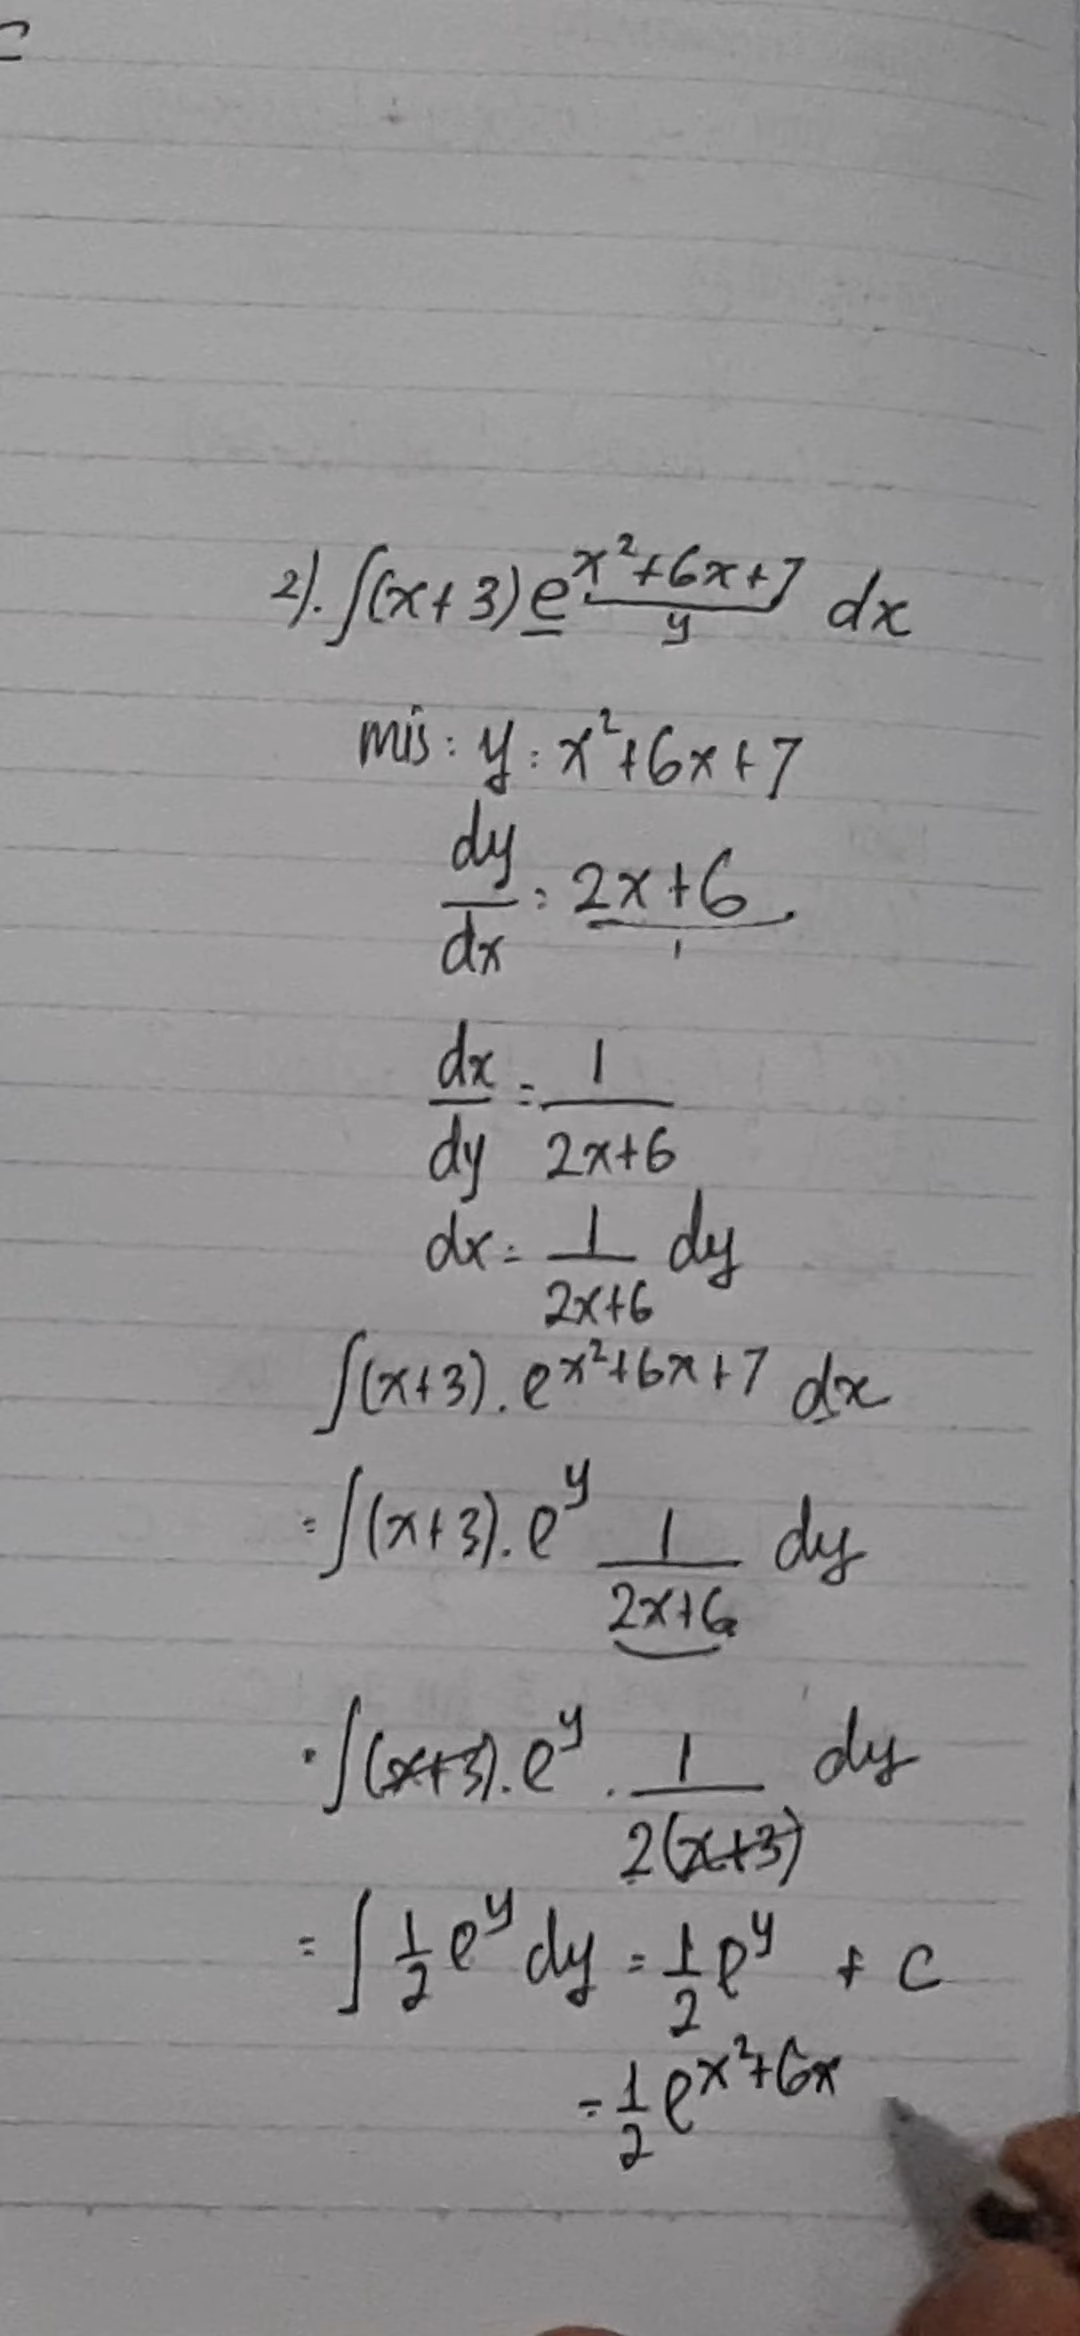 2). ∫(x+3) e^{x²+6x+7} dx
y
mis: y: x²+6x+7
dy/dx = 2x+6
1
dx/dy = 1/(2x+6)
dx = 1/(2x+6) dy
∫(x+3). e^{x²+6x+7} dx
= ∫(x+3). e^y 1/(2x+6) dy
= ∫(x+3). e^y . 1/(2(x+3)) dy
= ∫ 1/2 e^y dy = 1/2 e^y + c
= 1/2 e^{x²+6x}